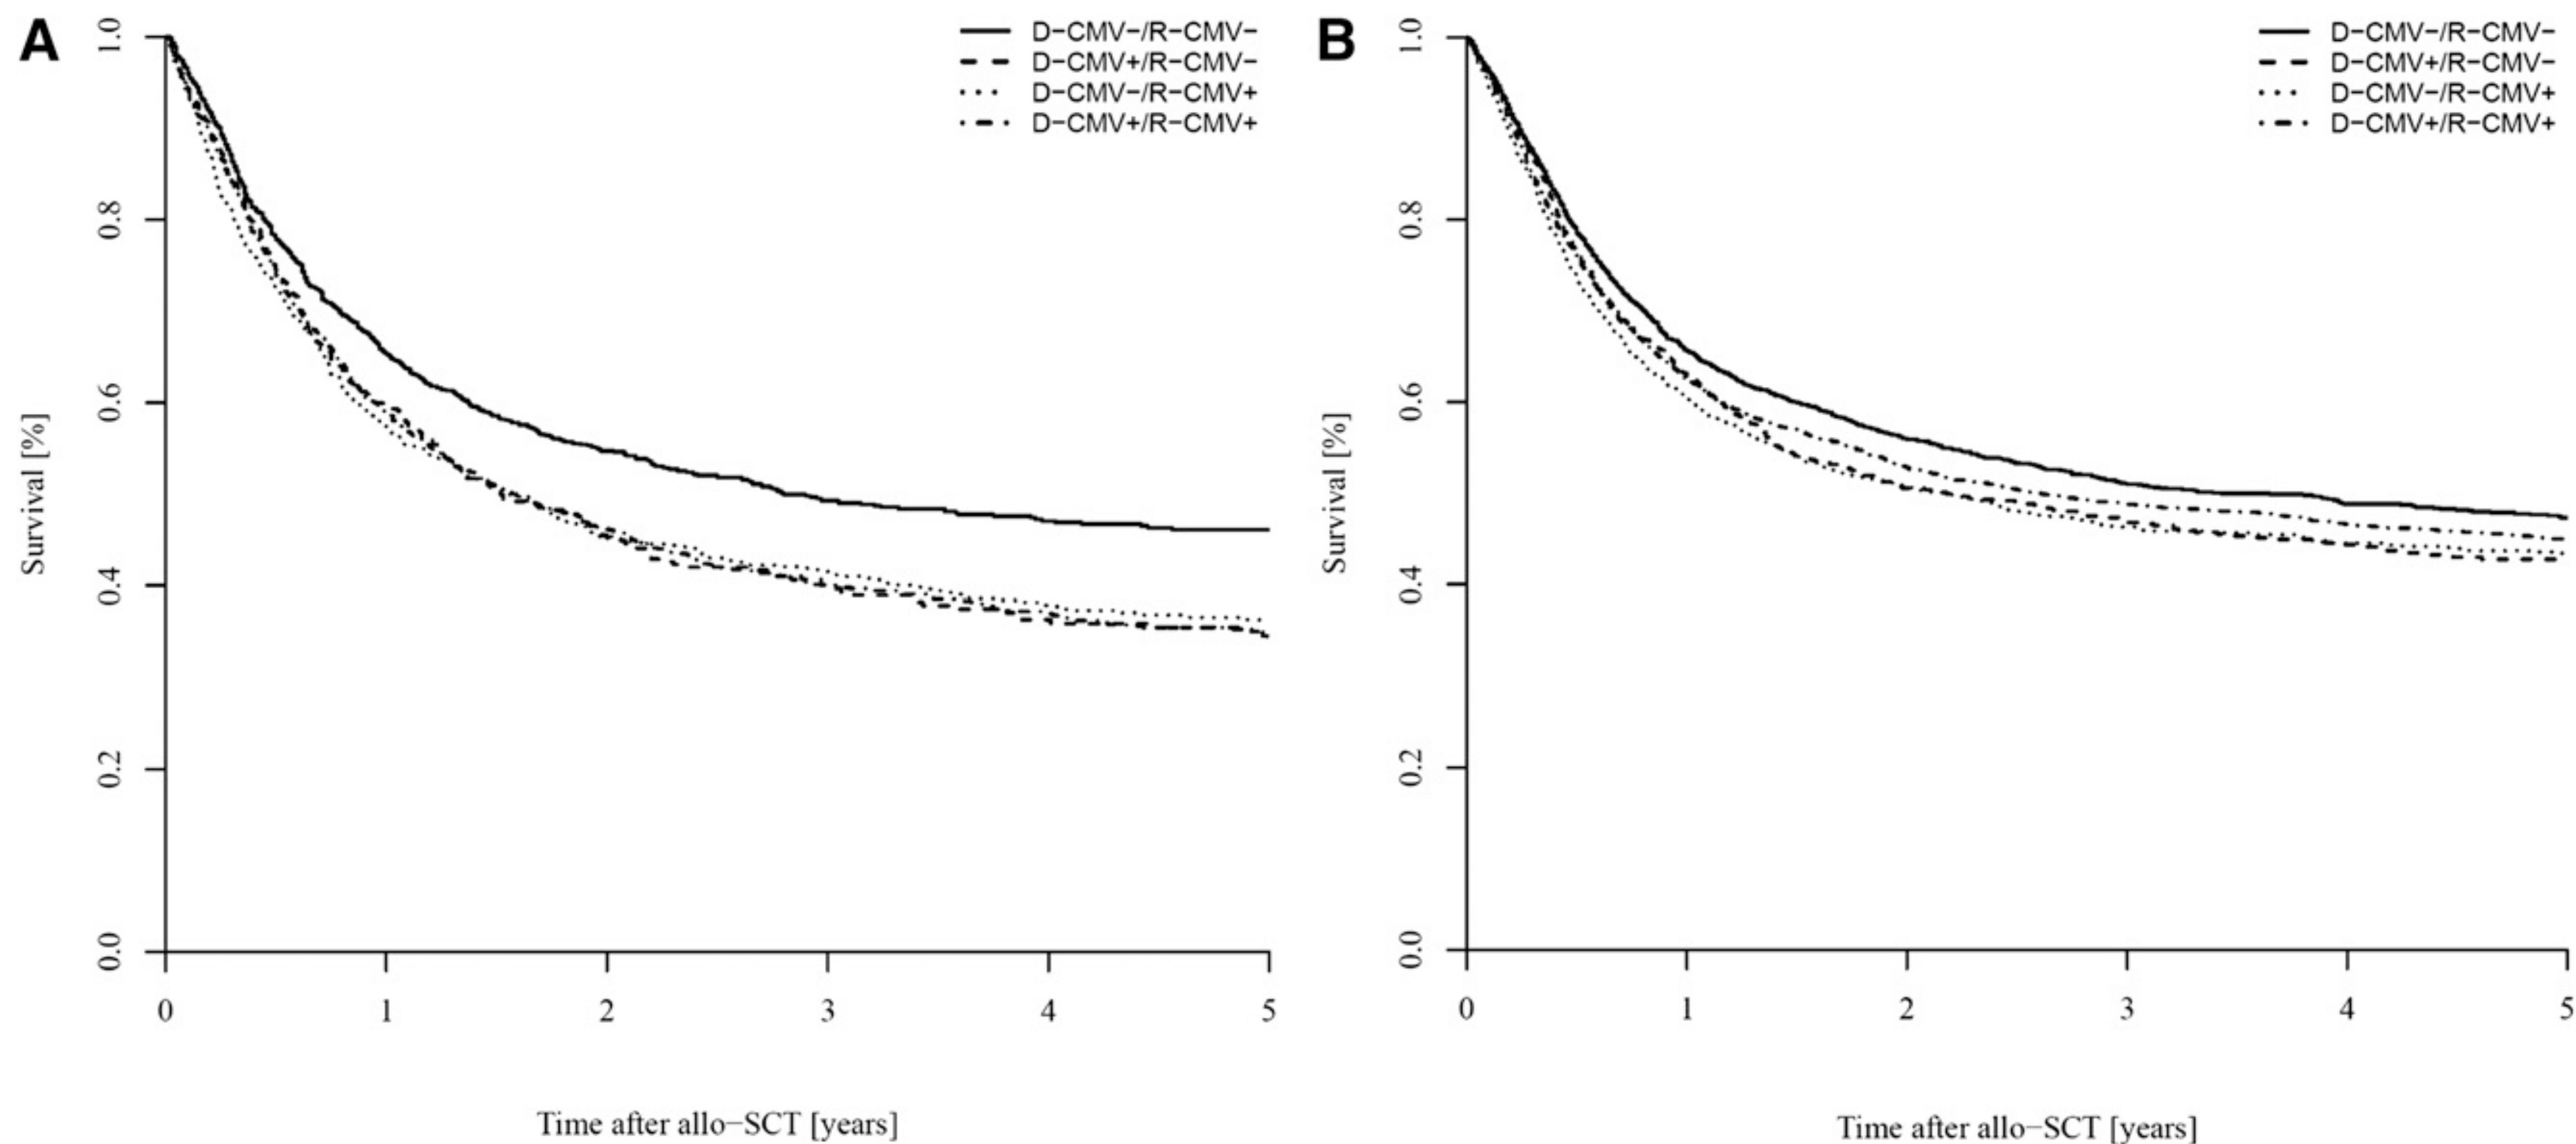 A
D−CMV−/R−CMV−
D−CMV+/R−CMV−
D−CMV−/R−CMV+
D−CMV+/R−CMV+
Survival [%]
1.0
0.8
0.6
0.4
0.2
0.0
0 1 2 3 4 5
Time after allo−SCT [years]
B
D−CMV−/R−CMV−
D−CMV+/R−CMV−
D−CMV−/R−CMV+
D−CMV+/R−CMV+
Survival [%]
1.0
0.8
0.6
0.4
0.2
0.0
0 1 2 3 4 5
Time after allo−SCT [years]